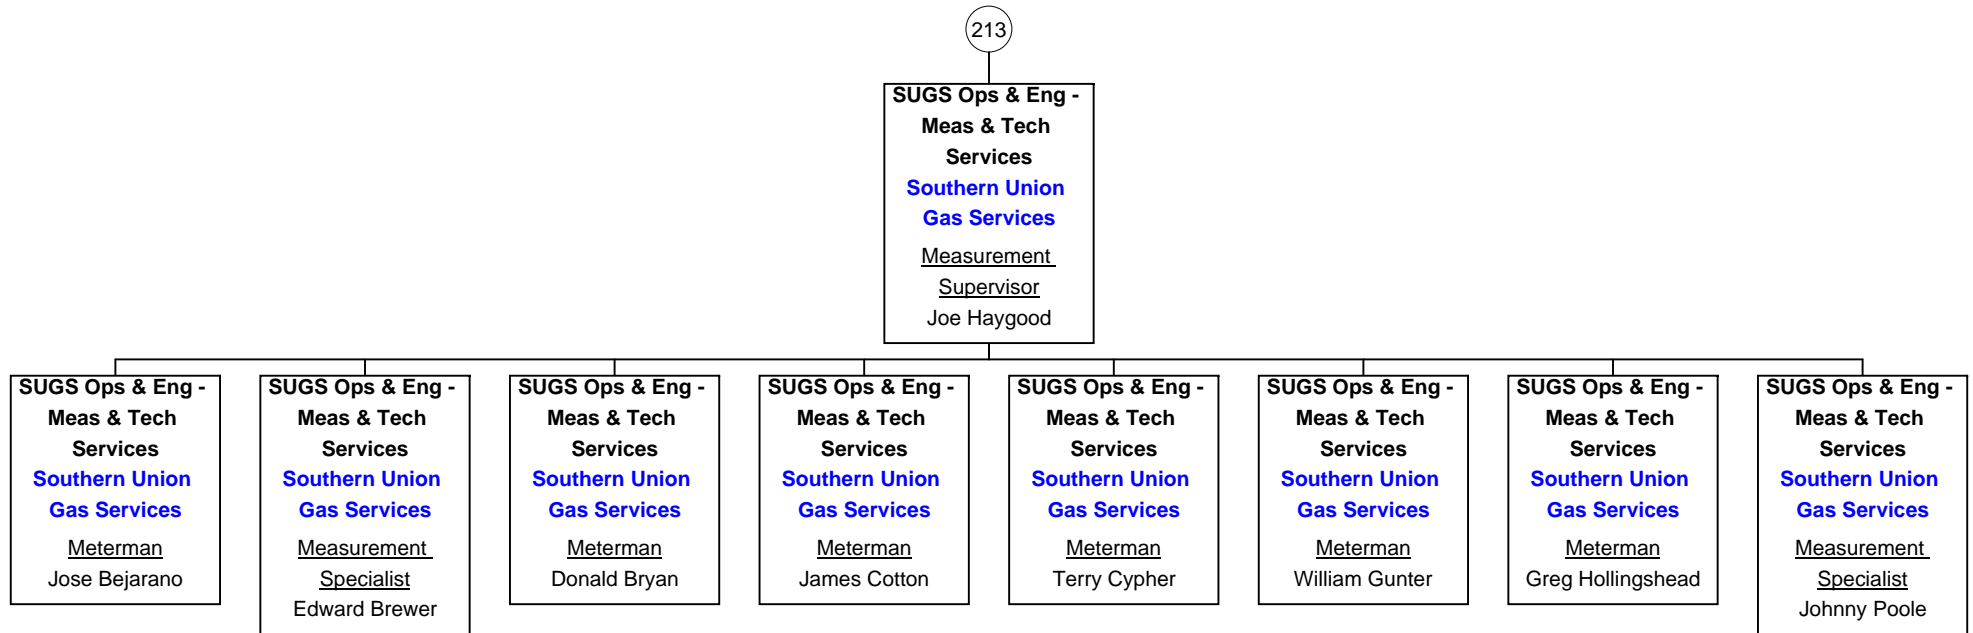 213
SUGS Ops & Eng -
Meas & Tech
Services
Southern Union
Gas Services
Measurement
Supervisor
Joe Haygood
SUGS Ops & Eng -
Meas & Tech
Services
Southern Union
Gas Services
Meterman
Jose Bejarano
SUGS Ops & Eng -
Meas & Tech
Services
Southern Union
Gas Services
Measurement
Specialist
Edward Brewer
SUGS Ops & Eng -
Meas & Tech
Services
Southern Union
Gas Services
Meterman
Donald Bryan
SUGS Ops & Eng -
Meas & Tech
Services
Southern Union
Gas Services
Meterman
James Cotton
SUGS Ops & Eng -
Meas & Tech
Services
Southern Union
Gas Services
Meterman
Terry Cypher
SUGS Ops & Eng -
Meas & Tech
Services
Southern Union
Gas Services
Meterman
William Gunter
SUGS Ops & Eng -
Meas & Tech
Services
Southern Union
Gas Services
Meterman
Greg Hollingshead
SUGS Ops & Eng -
Meas & Tech
Services
Southern Union
Gas Services
Measurement
Specialist
Johnny Poole